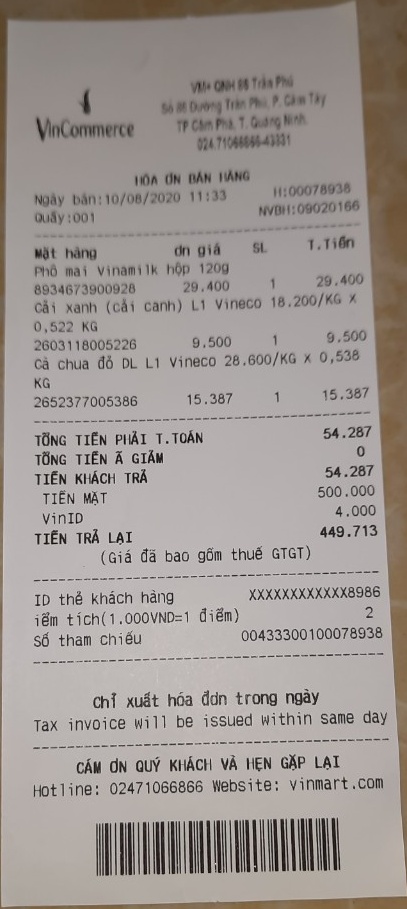 VinCommerce
VM+ QNH 86 Trần Phú
Số 86 Đường Trần Phú, P. Cẩm Tây
TP Cẩm Phả, T. Quảng Ninh
024.71066866-43331
HÓA ƠN BÁN HÀNG
Ngày bán:10/08/2020 11:33 H:00078938
Quầy:001 NVBH:09020166
Mặt hàng đn giá SL T.Tiền
Phô mai Vinamilk hộp 120g
8934673900928 29.400 1 29.400
Cải xanh (cải canh) L1 Vineco 18.200/KG X
0,522 KG
2603118005226 9.500 1 9.500
Cà chua đỏ DL L1 Vineco 28.600/KG X 0,538
KG
2652377005386 15.387 1 15.387
TỔNG TIỀN PHẢI T.TOÁN 54.287
TỔNG TIỀN Ã GIẢM 0
TIỀN KHÁCH TRẢ 54.287
TIỀN MẶT 500.000
VinID 4.000
TIỀN TRẢ LẠI 449.713
(Giá đã bao gồm thuế GTGT)
ID thẻ khách hàng XXXXXXXXXXXX8986
iểm tích(1.000VND=1 điểm) 2
Số tham chiếu 00433300100078938
Chỉ xuất hóa đơn trong ngày
Tax invoice will be issued within same day
CÁM ƠN QUÝ KHÁCH VÀ HẸN GẶP LẠI
Hotline: 02471066866 Website: vinmart.com